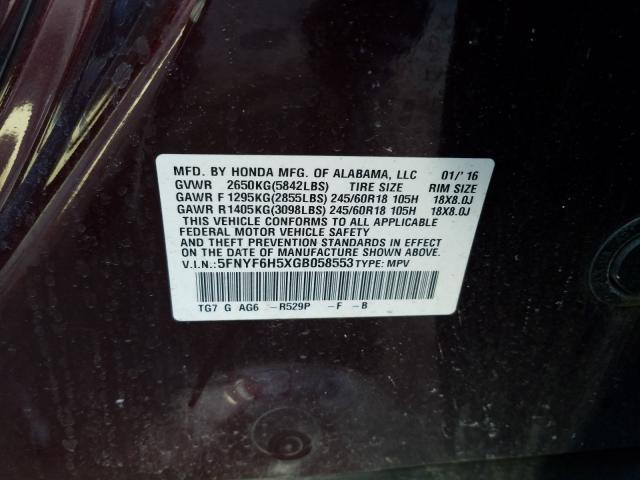 MFD. BY HONDA MFG. OF ALABAMA, LLC 01/'16
GVWR 2650KG(5842LBS) TIRE SIZE RIM SIZE
GAWR F 1295KG(2855LBS) 245/60R18 105H 18X8.0J
GAWR R 1405KG(3098LBS) 245/60R18 105H 18X8.0J
THIS VEHICLE CONFORMS TO ALL APPLICABLE
FEDERAL MOTOR VEHICLE SAFETY
AND THEFT PREVENTION STANDARDS IN EFFECT
ON THE DATE OF MANUFACTURE SHOWN ABOVE.
V.I.N.: 5FNYF6H5XGB058553 TYPE: MPV
TG7 G AG6 -R529P -F -B